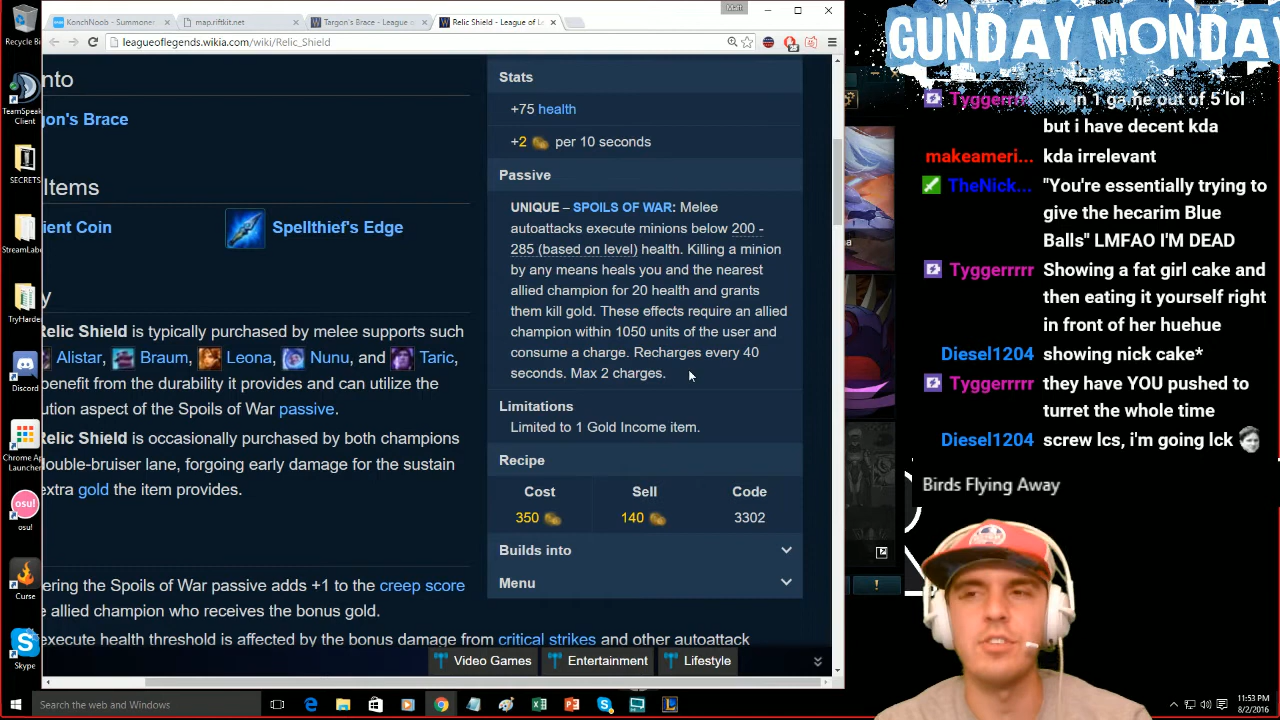 Matt
KonchNews - Summoner
map.riftkit.net
Targon's Brace - League o
Relic Shield - League of Le
leagueoflegends.wikia.com/wiki/Relic_Shield
Recycle Bi
TeamSpeak
Client
SECRETS
StreamLabe
TryHarde
Discord
Chrome Ap
Launcher
osu!
Curse
Skype
nto
gon's Brace
Items
ient Coin
Spellthief's Edge
y
Relic Shield is typically purchased by melee supports such
Alistar, Braum, Leona, Nunu, and Taric,
benefit from the durability it provides and can utilize the
ution aspect of the Spoils of War passive.
Relic Shield is occasionally purchased by both champions
double-bruiser lane, forgoing early damage for the sustain
extra gold the item provides.
ering the Spoils of War passive adds +1 to the creep score
e allied champion who receives the bonus gold.
execute health threshold is affected by the bonus damage from critical strikes and other autoattack
Stats
+75 health
+2 per 10 seconds
Passive
UNIQUE – SPOILS OF WAR: Melee
autoattacks execute minions below 200 -
285 (based on level) health. Killing a minion
by any means heals you and the nearest
allied champion for 20 health and grants
them kill gold. These effects require an allied
champion within 1050 units of the user and
consume a charge. Recharges every 40
seconds. Max 2 charges.
Limitations
Limited to 1 Gold Income item.
Recipe
Cost Sell Code
350 140 3302
Builds into
Menu
Video Games
Entertainment
Lifestyle
GUNDAY MONDA
Tyggerrrrr I won 1 game out of 5 lol
but i have decent kda
makeameri... kda irrelevant
TheNick... "You're essentially trying to
give the hecarim Blue
Balls" LMFAO I'M DEAD
Tyggerrrrr Showing a fat girl cake and
then eating it yourself right
in front of her huehue
Diesel1204 showing nick cake*
Tyggerrrrr they have YOU pushed to
turret the whole time
Diesel1204 screw lcs, i'm going lck
Birds Flying Away
Search the web and Windows
11:53 PM
8/2/2016